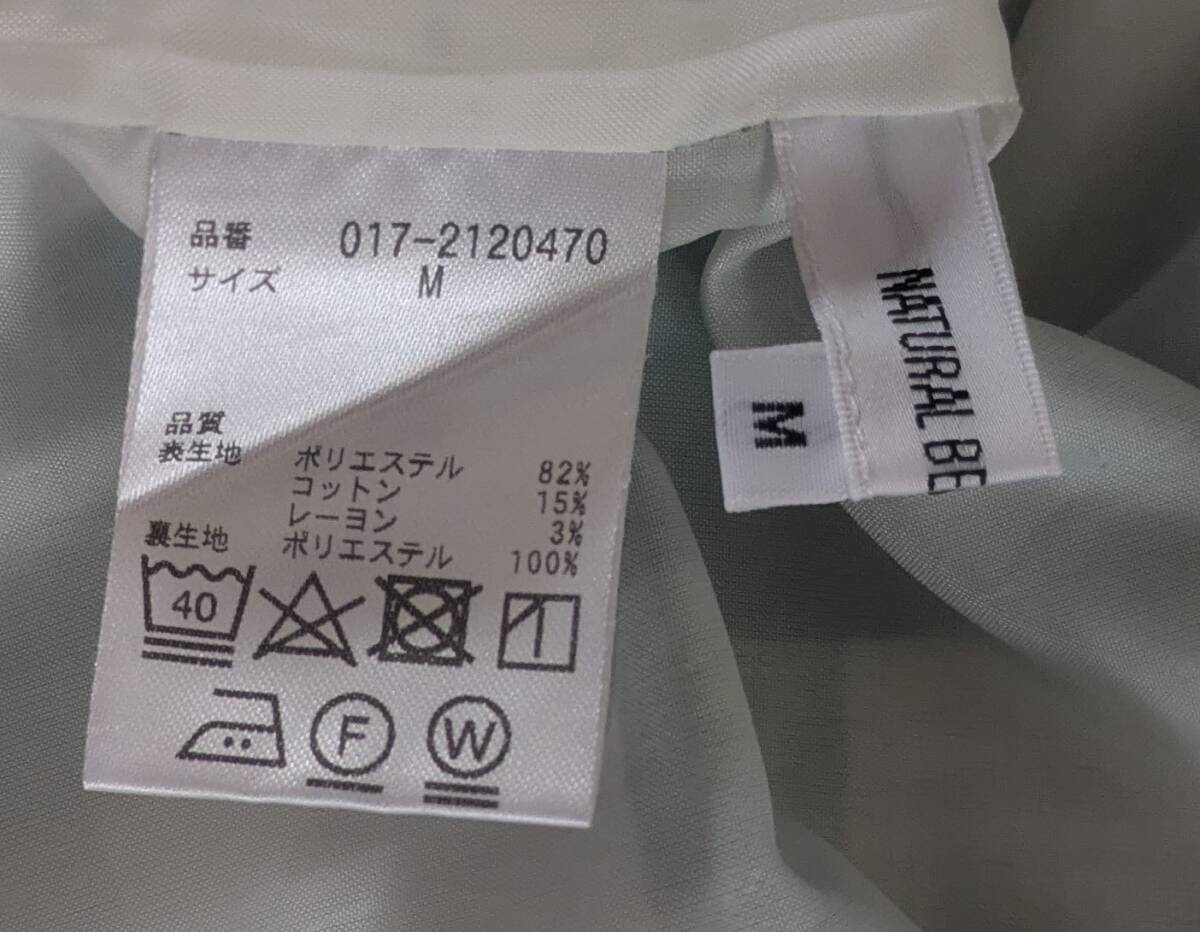 品番 017-2120470
サイズ M
品質
表生地 ポリエステル 82%
コットン 15%
レーヨン 3%
裏生地 ポリエステル 100%
40
F
W
NATURAL BE
M